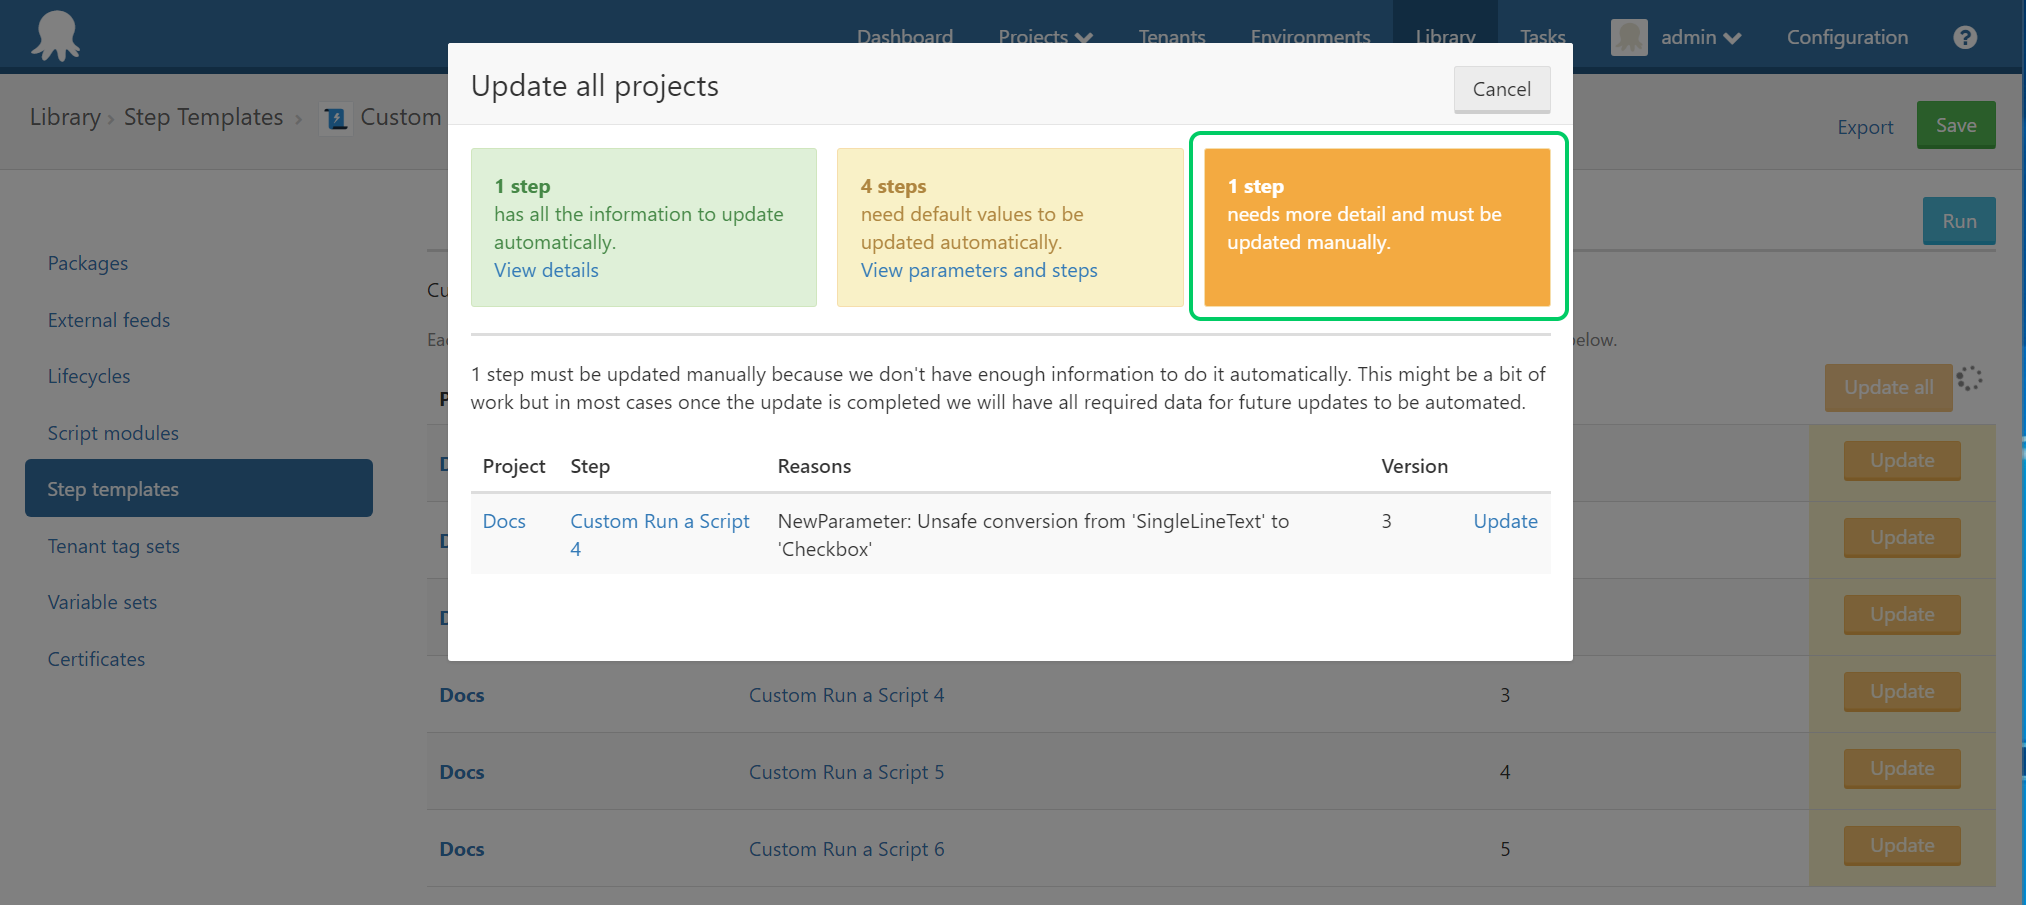 Dashboard Projects Tenants Environments Library Tasks admin Configuration ?
Update all projects
Cancel
Library › Step Templates › Custom
Export
Save
1 step
has all the information to update
automatically.
View details
4 steps
need default values to be
updated automatically.
View parameters and steps
1 step
needs more detail and must be
updated manually.
Run
Packages
External feeds
Lifecycles
Script modules
Step templates
Tenant tag sets
Variable sets
Certificates
below.
Update all
1 step must be updated manually because we don't have enough information to do it automatically. This might be a bit of
work but in most cases once the update is completed we will have all required data for future updates to be automated.
Project Step Reasons Version
Docs Custom Run a Script 4 NewParameter: Unsafe conversion from 'SingleLineText' to 'Checkbox' 3 Update
Update
Update
Update
Docs Custom Run a Script 4 3 Update
Docs Custom Run a Script 5 4 Update
Docs Custom Run a Script 6 5 Update